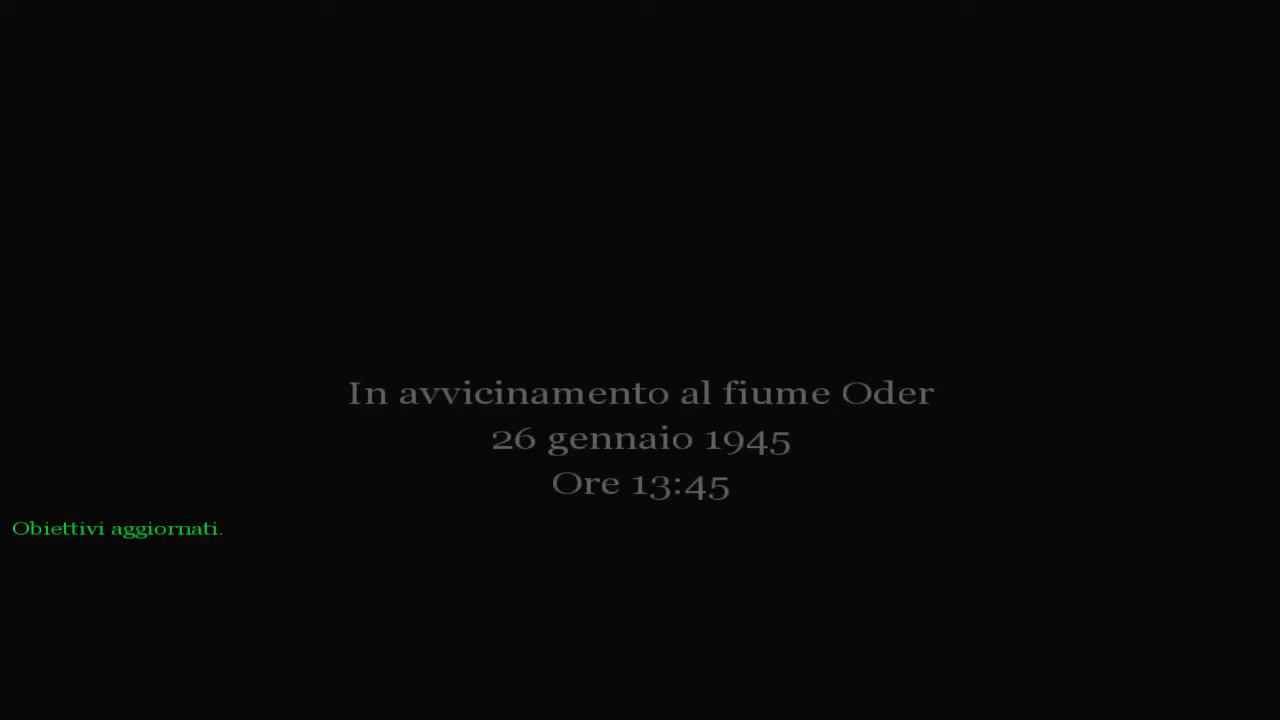 In avvicinamento al fiume Oder
26 gennaio 1945
Ore 13:45
Obiettivi aggiornati.